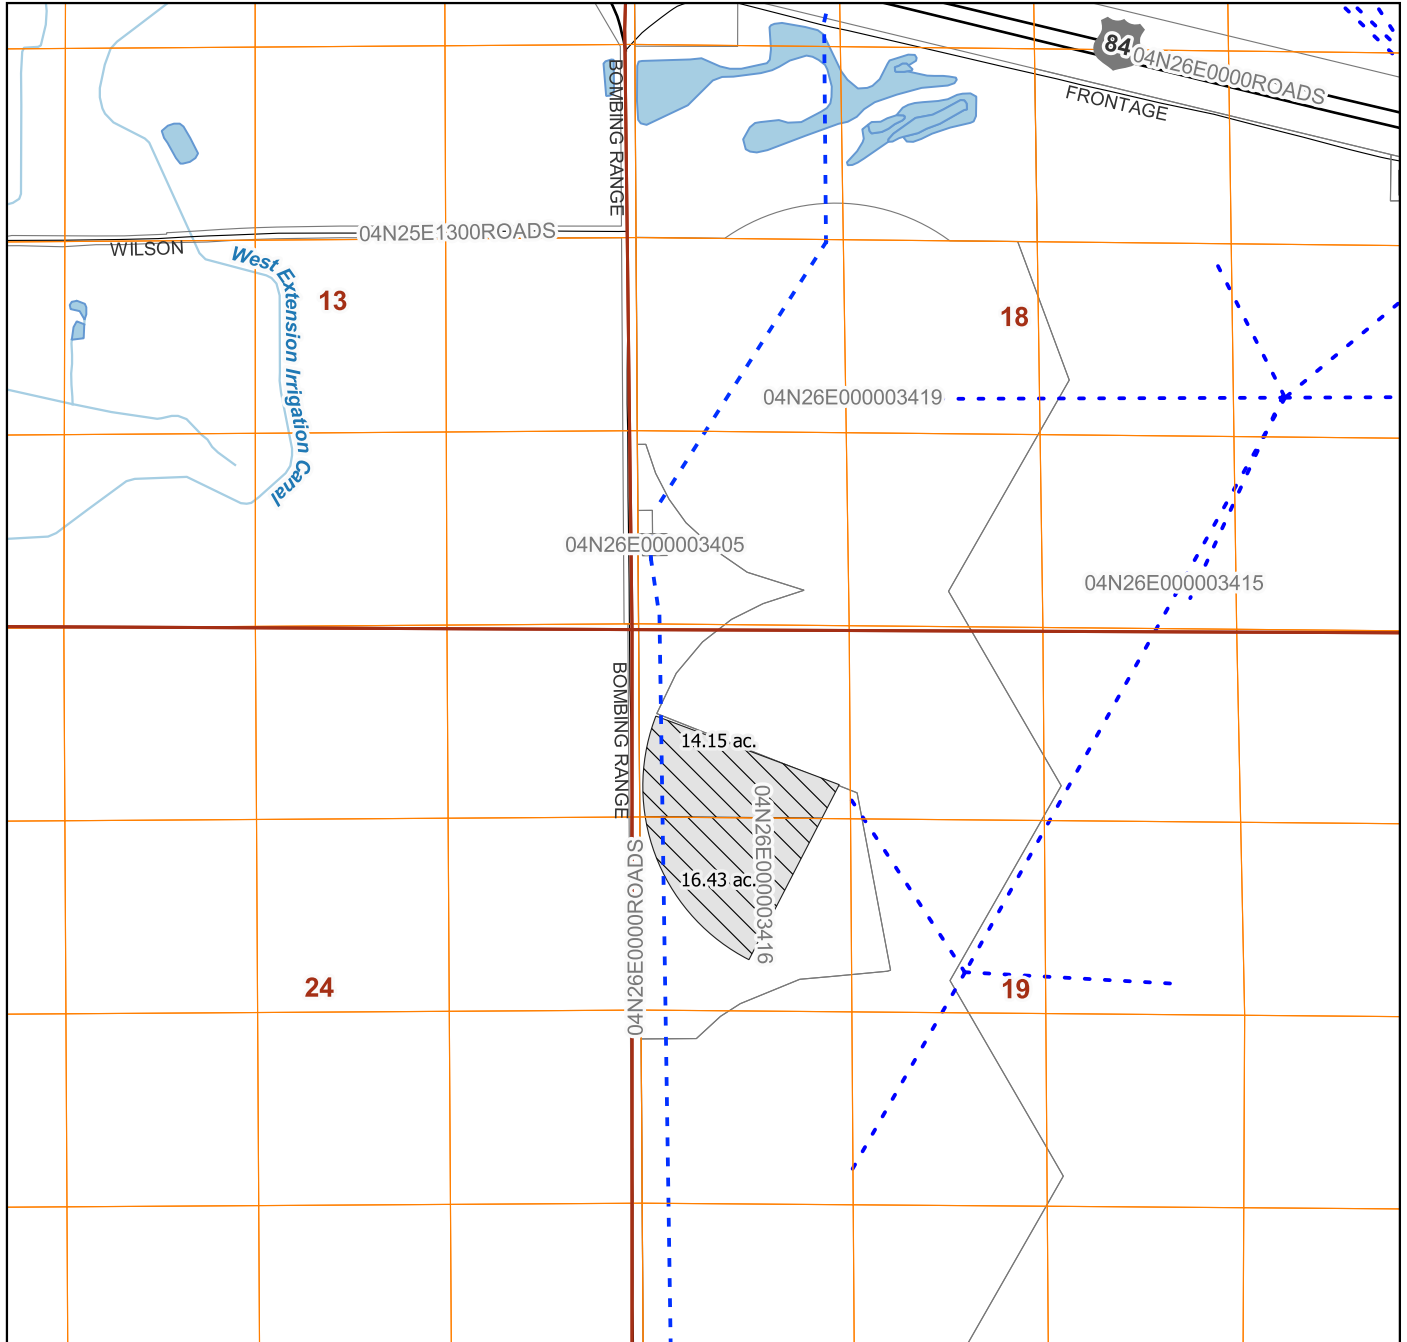 84
04N26E0000ROADS
FRONTAGE
BOMBING RANGE
04N25E1300ROADS
WILSON
West Extension Irrigation Canal
13
18
04N26E000003419
04N26E000003405
04N26E000003415
BOMBING RANGE
14.15 ac.
04N26E000003416
16.43 ac.
04N26E0000ROADS
24
19